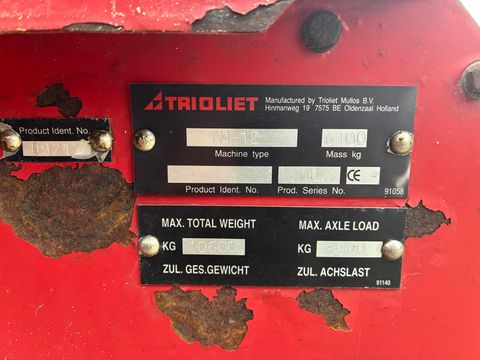 Product Ident. No.
TRIOLIET
Manufactured by Trioliet Mullos B.V.
Hinmanweg 19 7575 BE Oldenzaal Holland
TM-12
6100
Machine type
Mass kg
CE
Product Ident. No.
Prod. Series No.
91058
MAX. TOTAL WEIGHT
MAX. AXLE LOAD
KG 10600
KG
ZUL. GES.GEWICHT
ZUL. ACHSLAST
91140